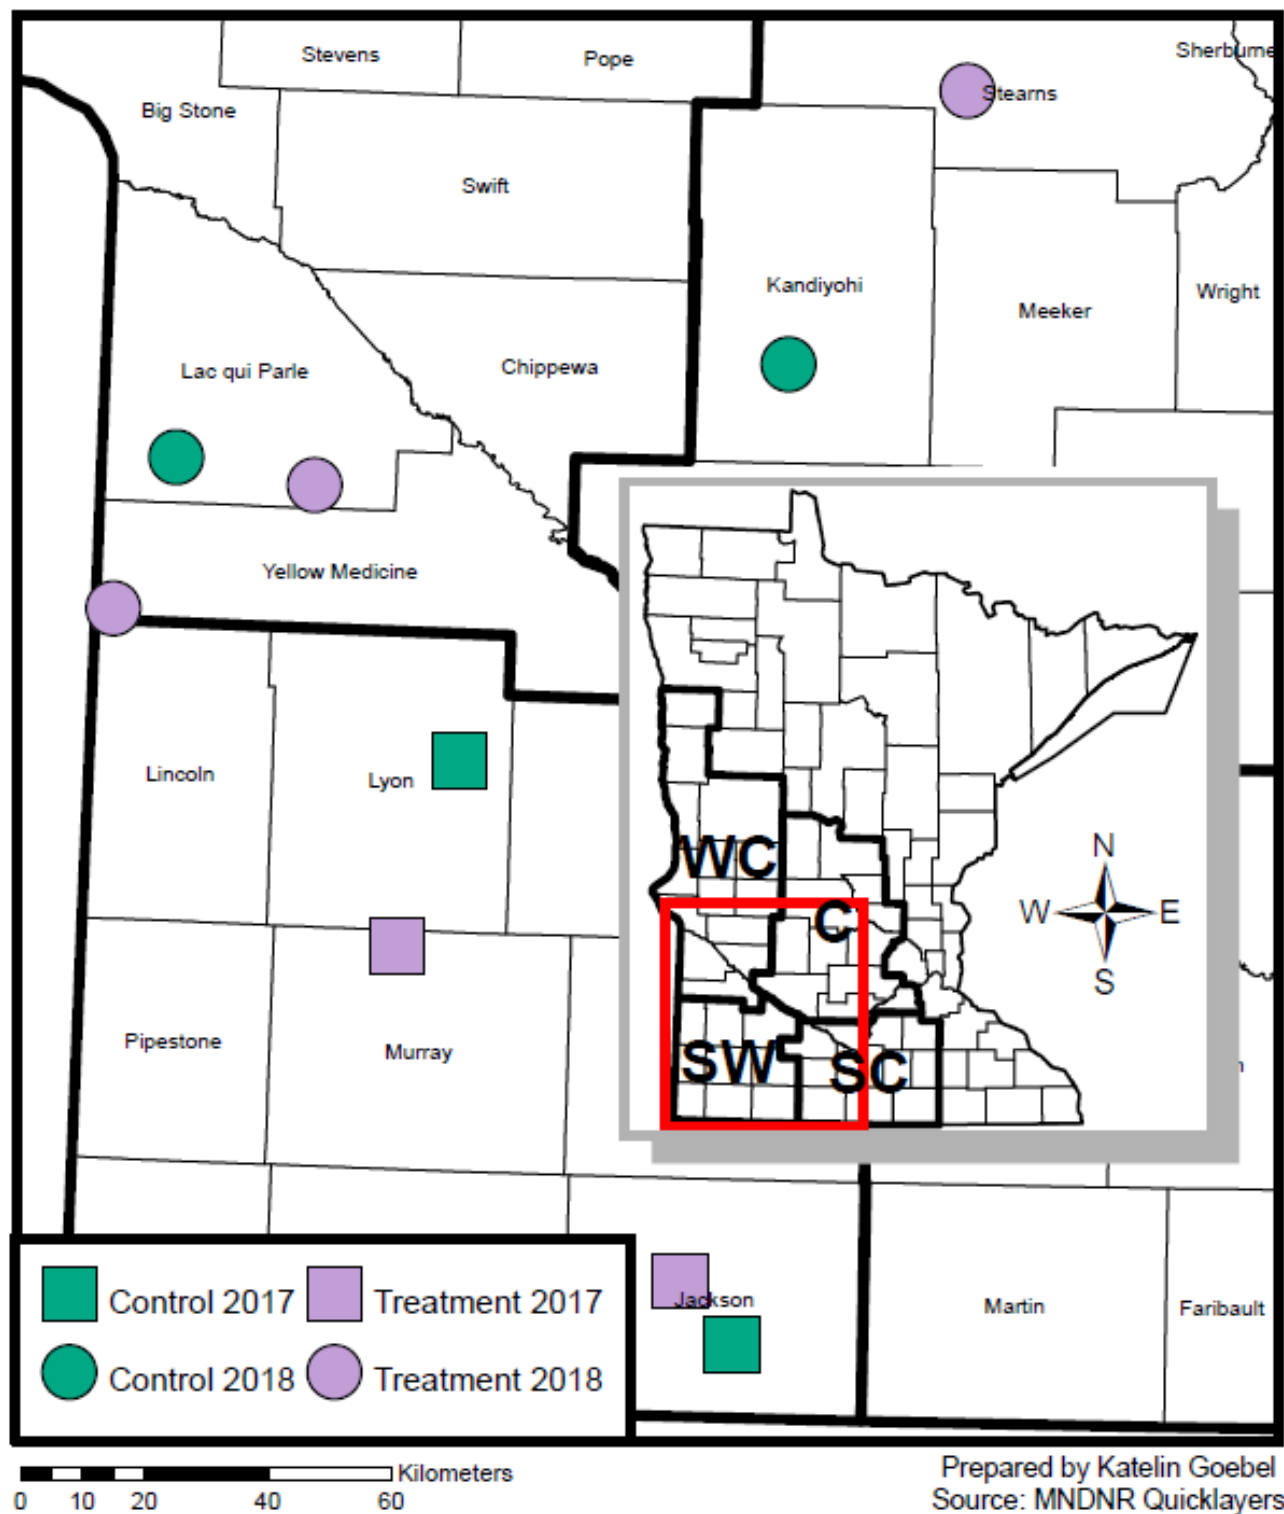 Stevens
Pope
Sherburne
Big Stone
Stearns
Swift
Kandiyohi
Meeker
Wright
Lac qui Parle
Chippewa
Yellow Medicine
Lincoln
Lyon
WC
C
N
W E
S
SW
SC
Pipestone
Murray
Jackson
Martin
Faribault
Control 2017
Treatment 2017
Control 2018
Treatment 2018
Kilometers
0 10 20 40 60
Prepared by Katelin Goebel
Source: MNDNR Quicklayers